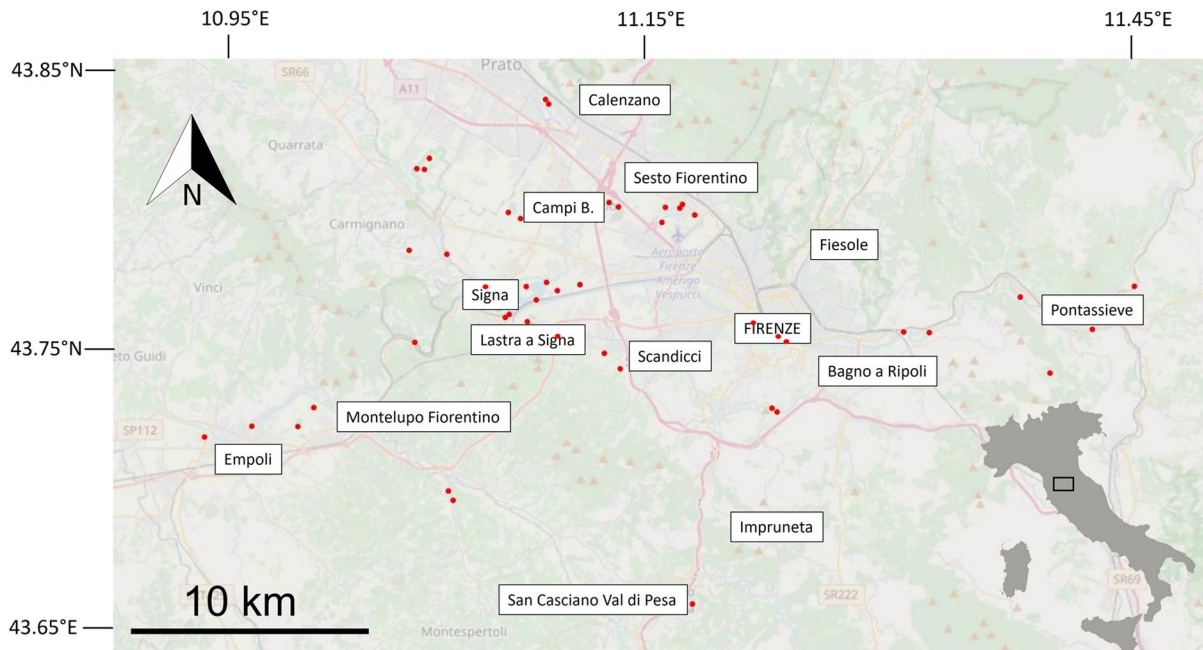 10.95°E
11.15°E
11.45°E
43.85°N
Prato
SR66
A11
Calenzano
Quarrata
Sesto Fiorentino
N
Campi B.
Carmignano
Fiesole
Aeroporto
Firenze
Amerigo
Vespucci
Vinci
Signa
Pontassieve
FIRENZE
Lastra a Signa
43.75°N
eto Guidi
Scandicci
Bagno a Ripoli
Montelupo Fiorentino
SP112
Empoli
Impruneta
10 km
San Casciano Val di Pesa
SR222
SR69
43.65°E
Montespertoli